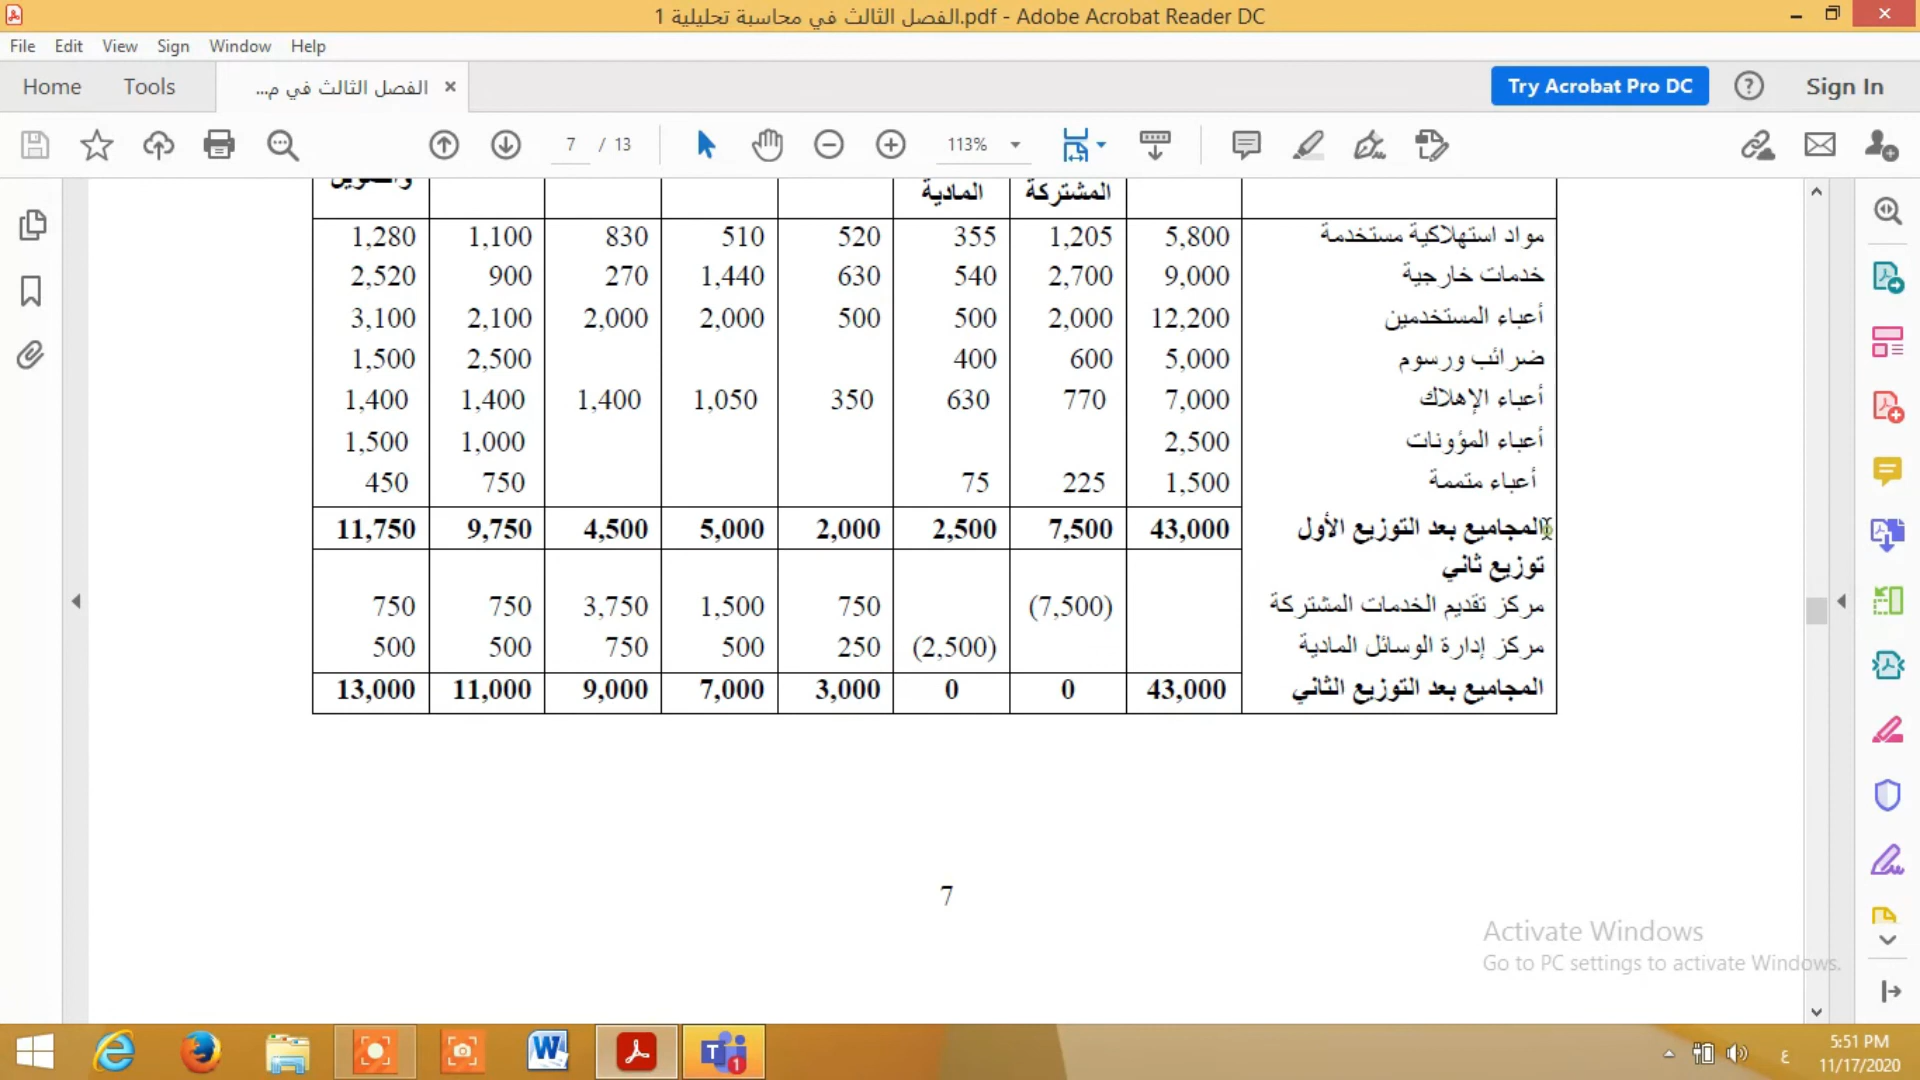 الفصل الثالث في محاسبة تحليلية 1.pdf - Adobe Acrobat Reader DC
File Edit View Sign Window Help
Home Tools الفصل الثالث في م... × Try Acrobat Pro DC Sign In
7 / 13 113%
المشتركة المادية والتموين
مواد استهلاكية مستخدمة 5,800 1,205 355 520 510 830 1,100 1,280
خدمات خارجية 9,000 2,700 540 630 1,440 270 900 2,520
أعباء المستخدمين 12,200 2,000 500 500 2,000 2,000 2,100 3,100
ضرائب ورسوم 5,000 600 400 2,500 1,500
أعباء الإهلاك 7,000 770 630 350 1,050 1,400 1,400 1,400
أعباء المؤونات 2,500 1,000 1,500
أعباء متممة 1,500 225 75 750 450
المجاميع بعد التوزيع الأول 43,000 7,500 2,500 2,000 5,000 4,500 9,750 11,750
توزيع ثاني
مركز تقديم الخدمات المشتركة (7,500) 750 1,500 3,750 750 750
مركز إدارة الوسائل المادية (2,500) 250 500 750 500 500
المجاميع بعد التوزيع الثاني 43,000 0 0 3,000 7,000 9,000 11,000 13,000
7
Activate Windows
Go to PC settings to activate Windows.
ع 5:51 PM
11/17/2020